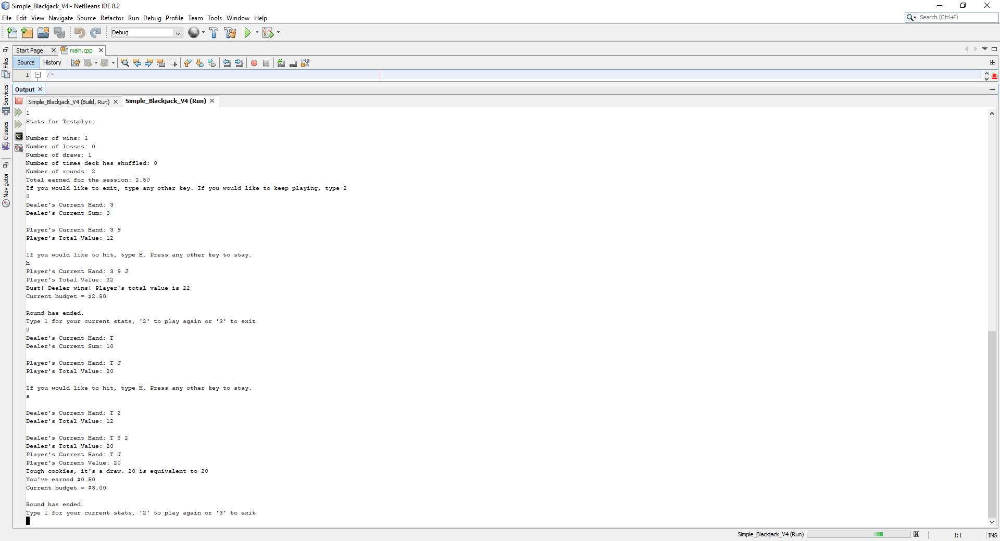 Simple_Blackjack_V4 - NetBeans IDE 8.2
File Edit View Navigate Source Refactor Run Debug Profile Team Tools Window Help
Search (Ctrl+I)
Debug
Start Page
main.cpp
Source History
1 /*
Files
Services
Classes
Navigator
Output
Simple_Blackjack_V4 (Build, Run)
Simple_Blackjack_V4 (Run)
1
Stats for Testplyr:
Number of wins: 1
Number of losses: 0
Number of draws: 1
Number of times deck has shuffled: 0
Number of rounds: 2
Total earned for the session: 2.50
If you would like to exit, type any other key. If you would like to keep playing, type 2
2
Dealer's Current Hand: 3
Dealer's Current Sum: 3
Player's Current Hand: 3 9
Player's Total Value: 12
If you would like to hit, type H. Press any other key to stay.
h
Player's Current Hand: 3 9 J
Player's Total Value: 22
Bust! Dealer wins! Player's total value is 22
Current budget = $2.50
Round has ended.
Type 1 for your current stats, '2' to play again or '3' to exit
2
Dealer's Current Hand: T
Dealer's Current Sum: 10
Player's Current Hand: T J
Player's Total Value: 20
If you would like to hit, type H. Press any other key to stay.
a
Dealer's Current Hand: T 2
Dealer's Total Value: 12
Dealer's Current Hand: T 8 2
Dealer's Total Value: 20
Player's Current Hand: T J
Player's Current Value: 20
Tough cookies, it's a draw. 20 is equivalent to 20
You've earned $0.50
Current budget = $3.00
Round has ended.
Type 1 for your current stats, '2' to play again or '3' to exit
Simple_Blackjack_V4 (Run)
1:1
INS